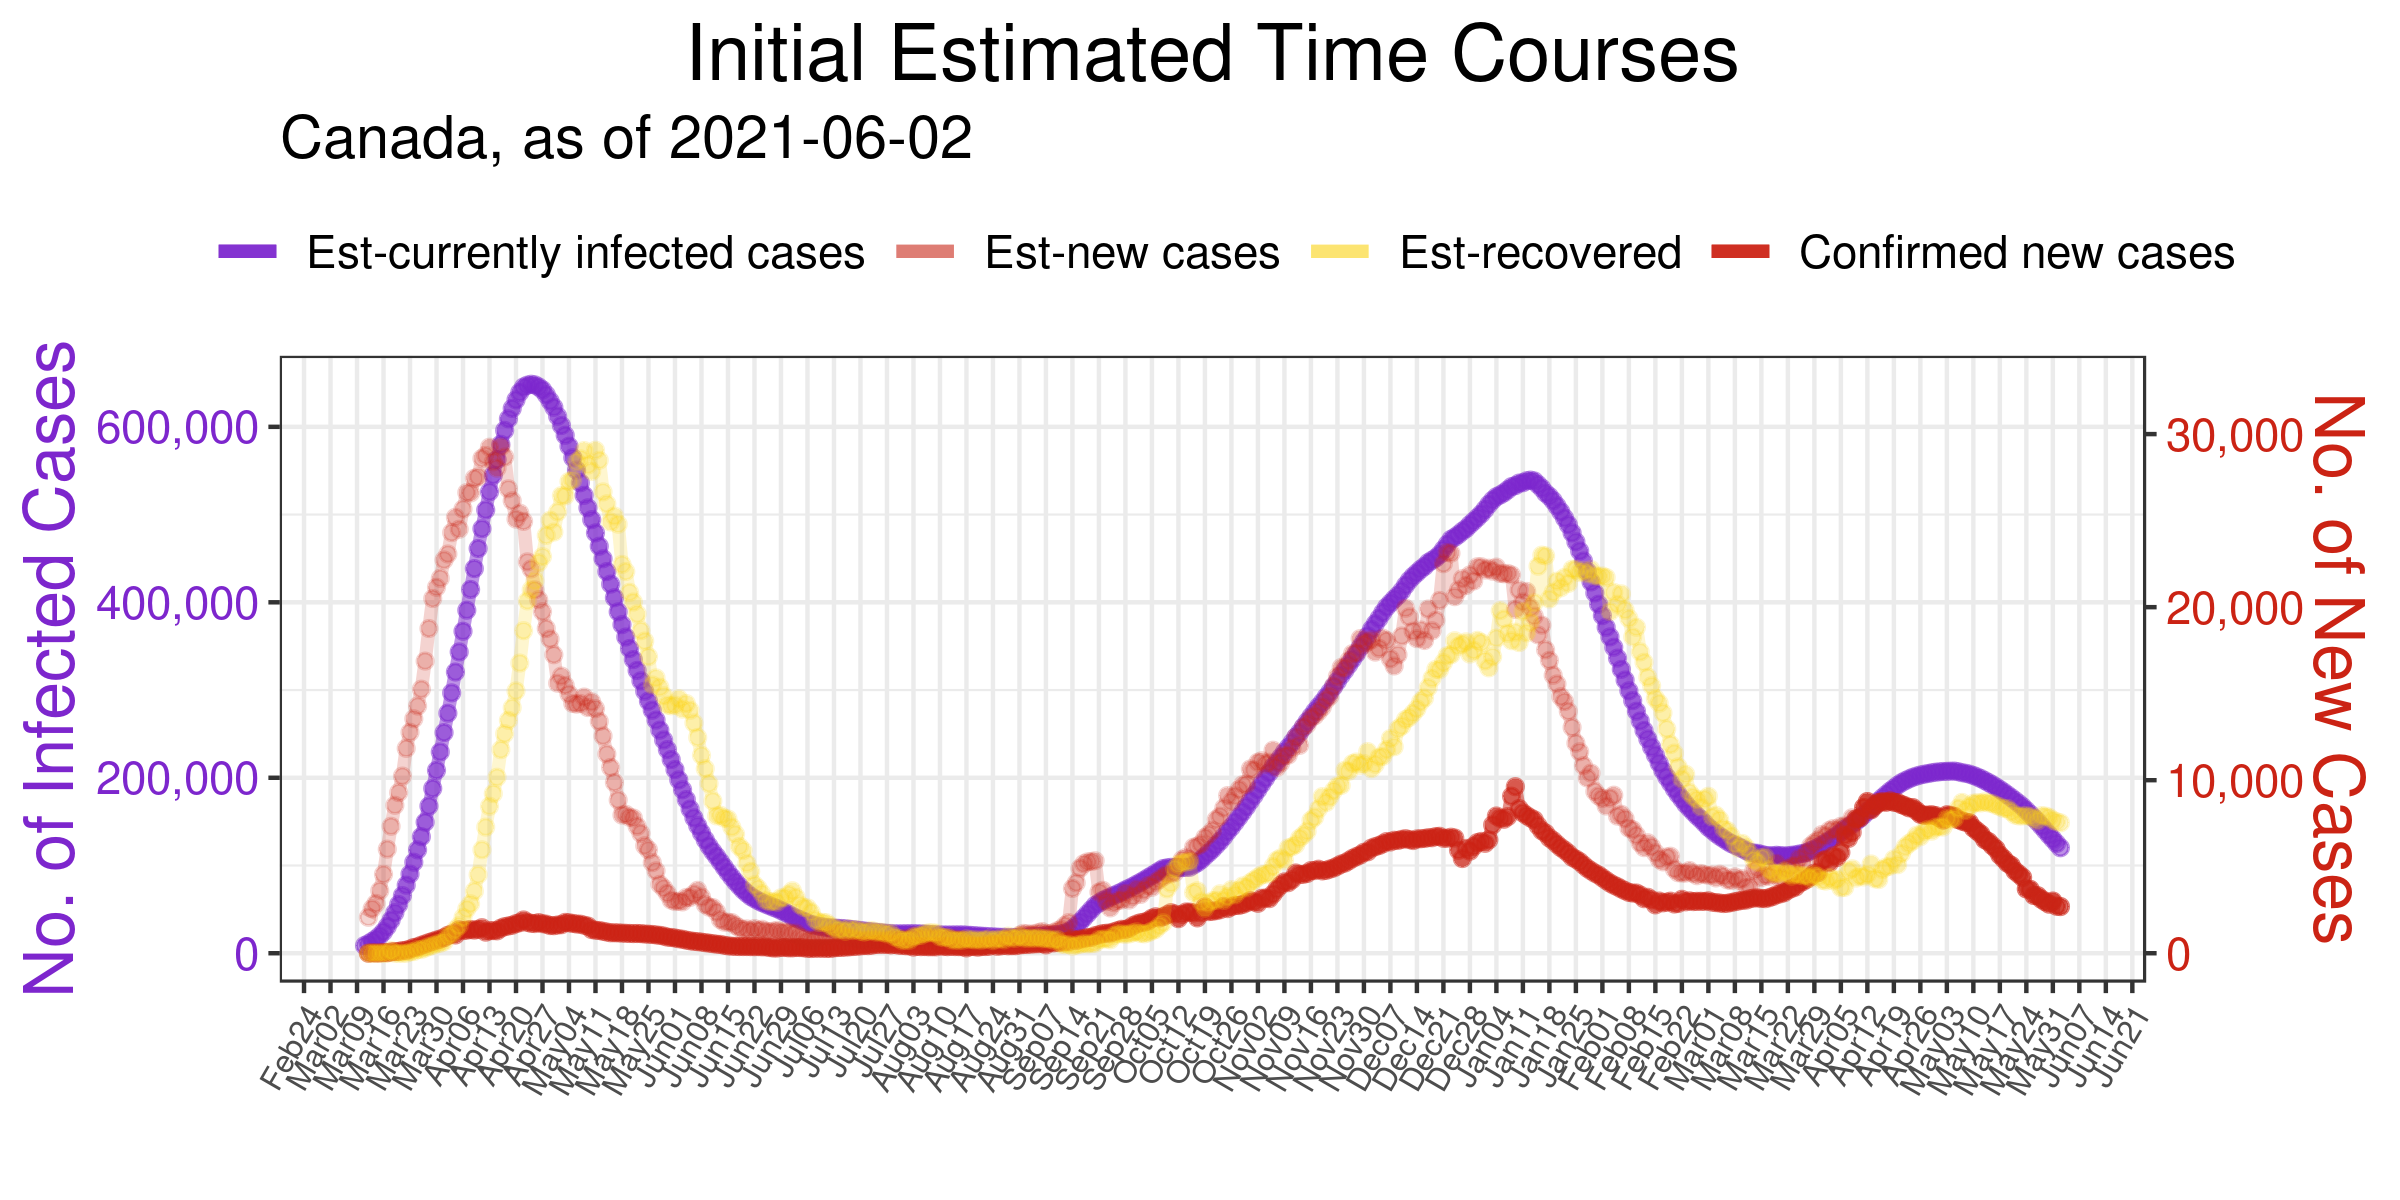 Initial Estimated Time Courses
Canada, as of 2021-06-02
Est-currently infected cases Est-new cases Est-recovered Confirmed new cases
No. of Infected Cases
600,000
400,000
200,000
0
30,000
20,000
10,000
0
No. of New Cases
Feb24 Mar02 Mar09 Mar16 Mar23 Mar30 Apr06 Apr13 Apr20 Apr27 May04 May11 May18 May25 Jun01 Jun08 Jun15 Jun22 Jun29 Jul06 Jul13 Jul20 Jul27 Aug03 Aug10 Aug17 Aug24 Aug31 Sep07 Sep14 Sep21 Sep28 Oct05 Oct12 Oct19 Oct26 Nov02 Nov09 Nov16 Nov23 Nov30 Dec07 Dec14 Dec21 Dec28 Jan04 Jan11 Jan18 Jan25 Feb01 Feb08 Feb15 Feb22 Mar01 Mar08 Mar15 Mar22 Mar29 Apr05 Apr12 Apr19 Apr26 May03 May10 May17 May24 May31 Jun07 Jun14 Jun21